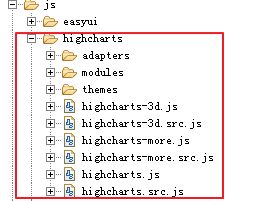 js
easyui
highcharts
adapters
modules
themes
highcharts-3d.js
highcharts-3d.src.js
highcharts-more.js
highcharts-more.src.js
highcharts.js
highcharts.src.js